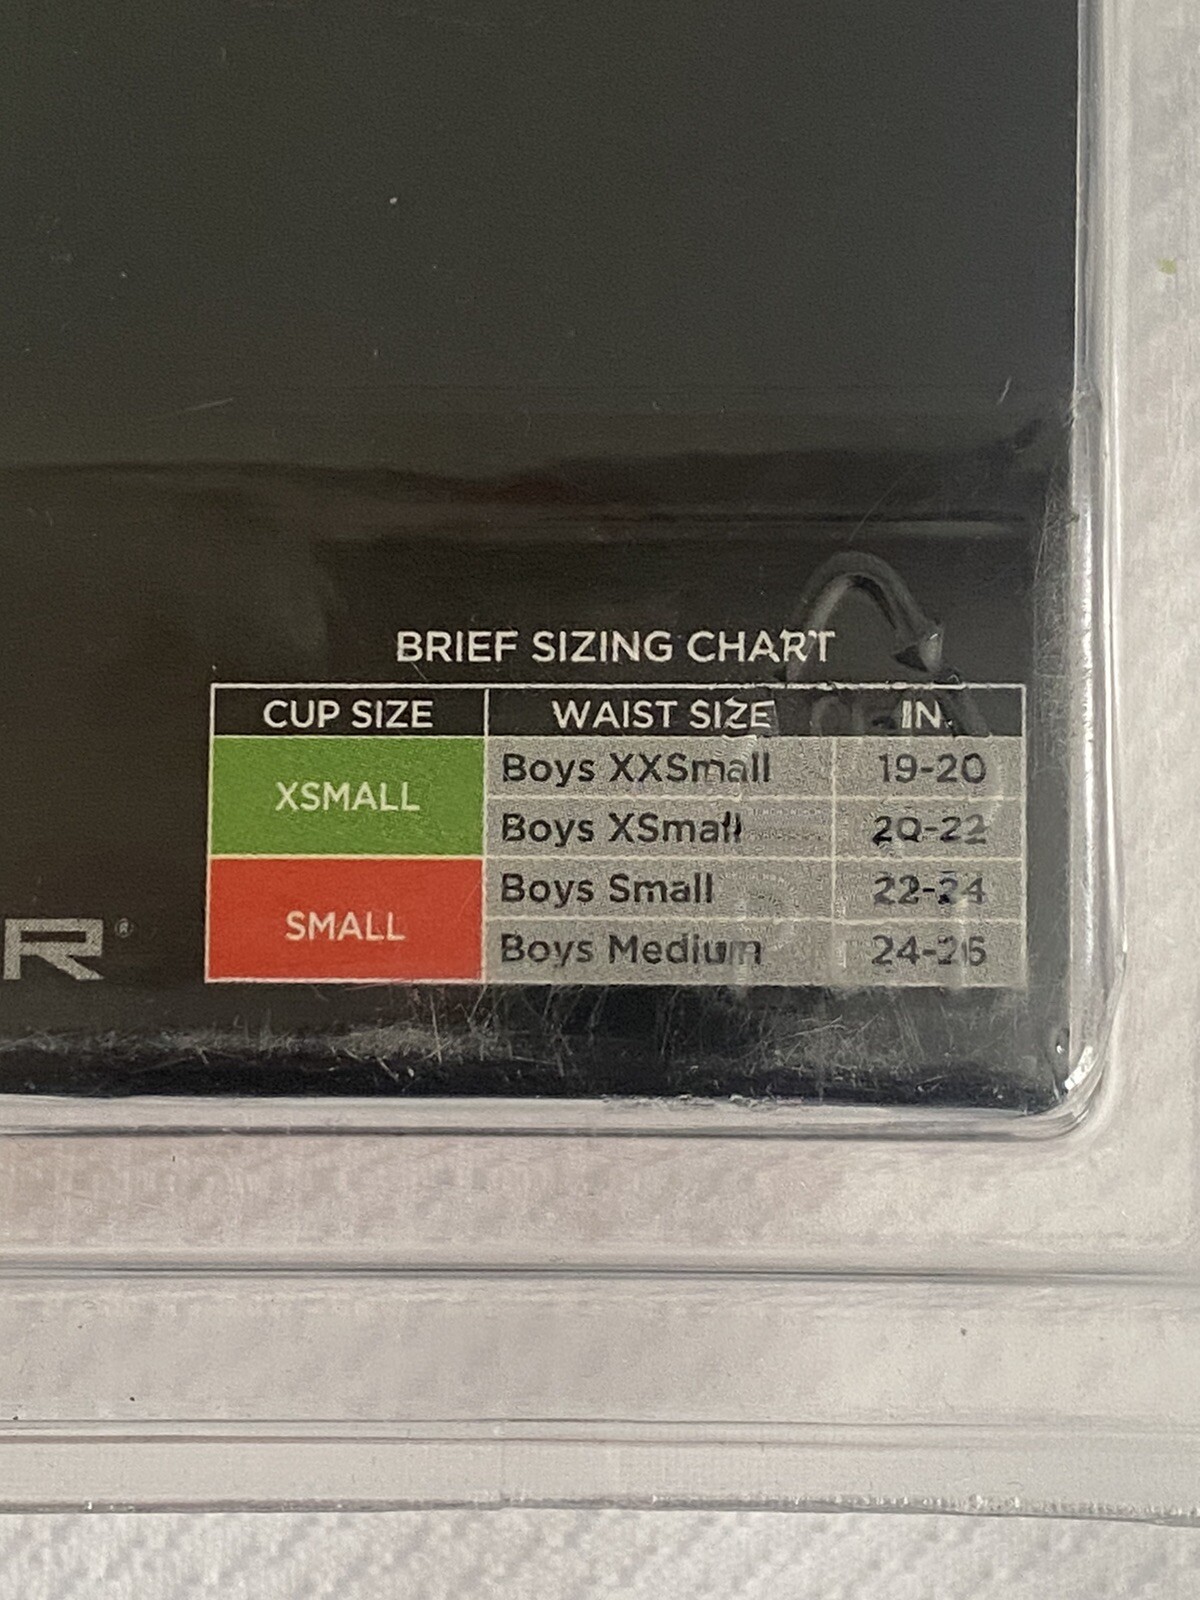 BRIEF SIZING CHART
CUP SIZE WAIST SIZE IN.
XSMALL Boys XXSmall 19-20
Boys XSmall 20-22
SMALL Boys Small 22-24
Boys Medium 24-26
R®